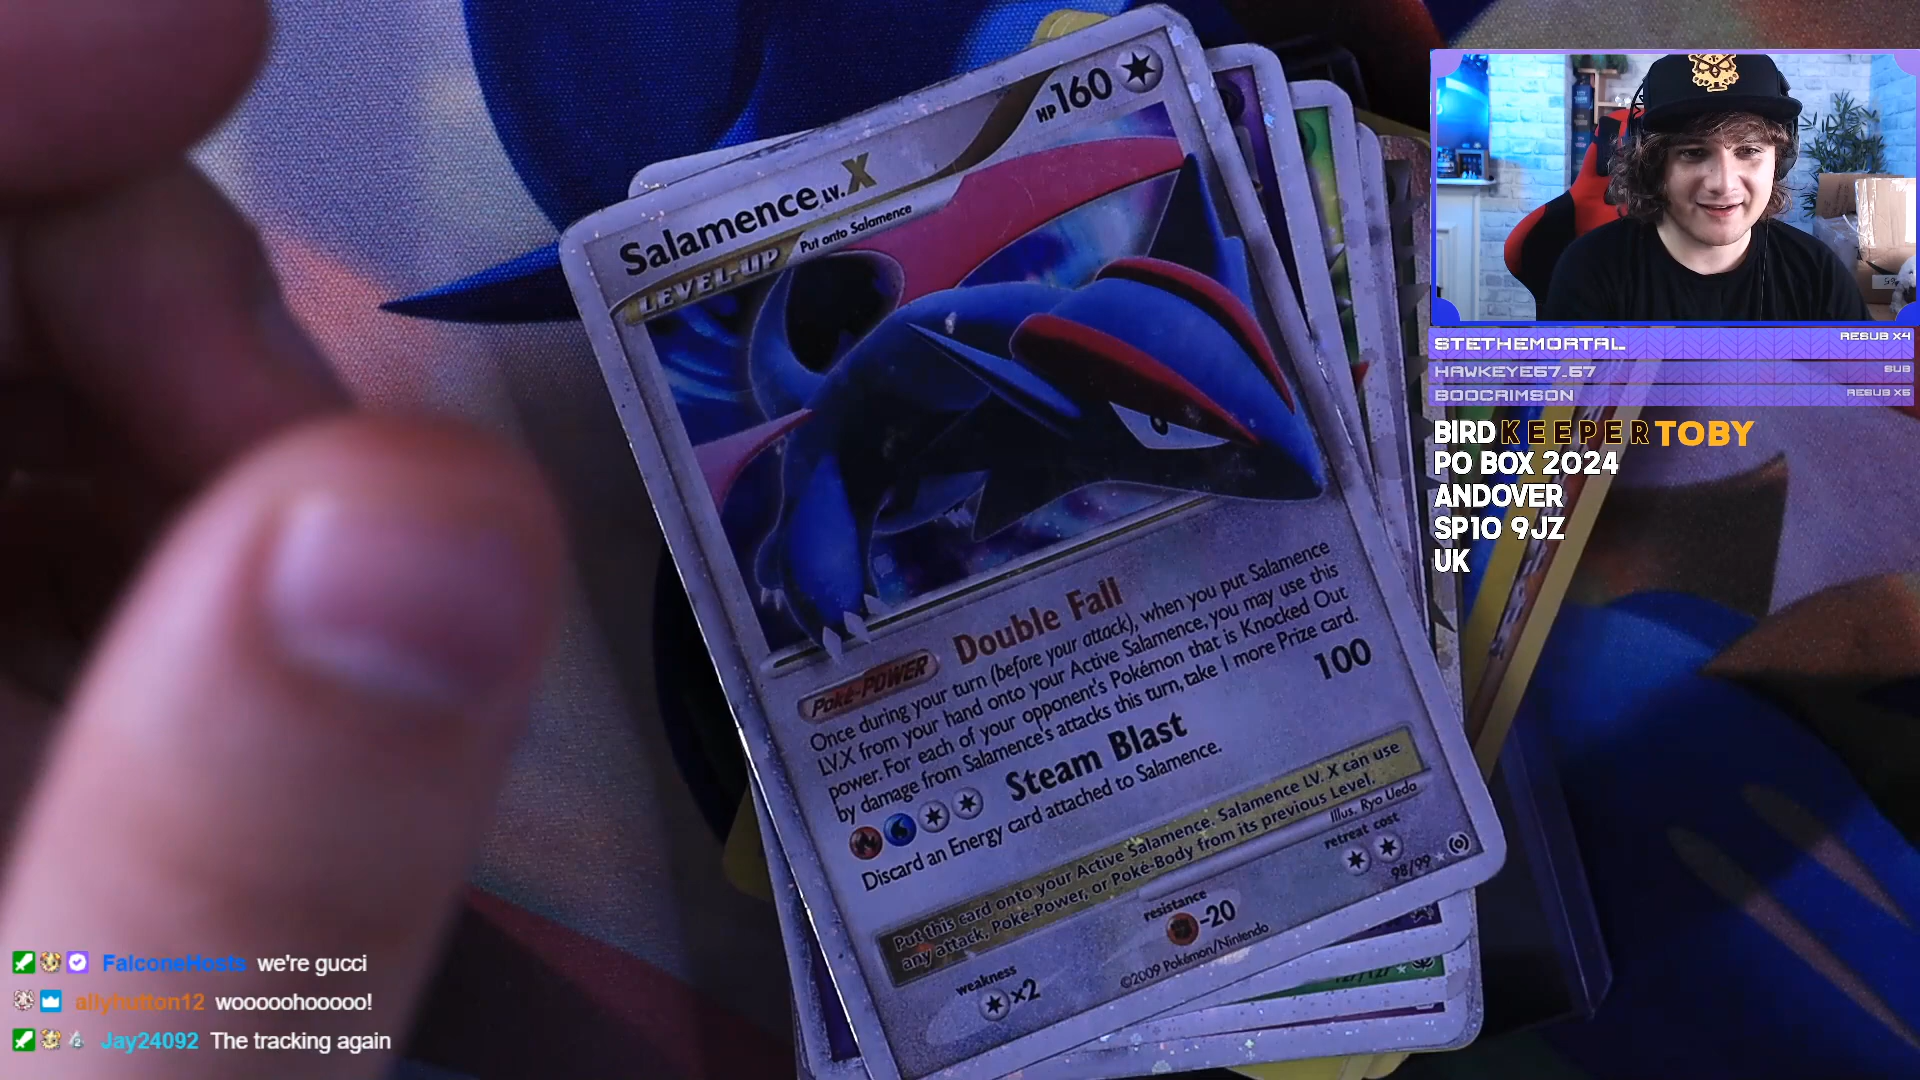 HP 160
Salamence LV.X
LEVEL-UP Put onto Salamence
Poké-POWER Double Fall
Once during your turn (before your attack), when you put Salamence
LV.X from your hand onto your Active Salamence, you may use this
power. For each of your opponent's Pokémon that is Knocked Out
by damage from Salamence's attacks this turn, take 1 more Prize card.
Steam Blast 100
Discard an Energy card attached to Salamence.
Put this card onto your Active Salamence. Salamence LV. X can use
any attack, Poké-Power, or Poké-Body from its previous Level.
Illus. Ryo Ueda
weakness
x2
resistance
-20
retreat cost
98/99
©2009 Pokémon/Nintendo
127/127
STETHEMORTAL RESUB X4
HAWKEYE67_67 SUB
BOOCRIMSON RESUB X5
BIRDKEEPERTOBY
PO BOX 2024
ANDOVER
SP10 9JZ
UK
FalconeHosts we're gucci
allyhutton12 wooooohooooo!
Jay24092 The tracking again